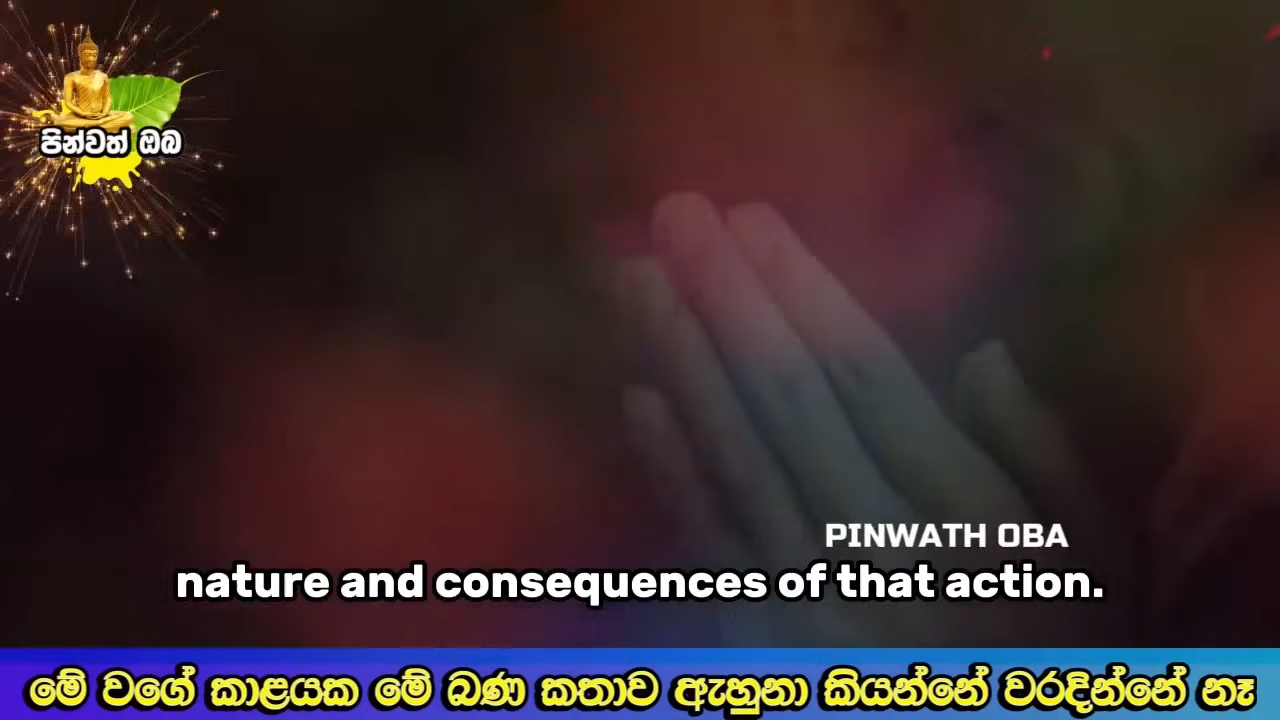 පින්වත් ඔබ
PINWATH OBA
nature and consequences of that action.
මේ වගේ කාළයක මේ බණ කතාව ඇහුනා කියන්නේ වරදින්නේ නෑ